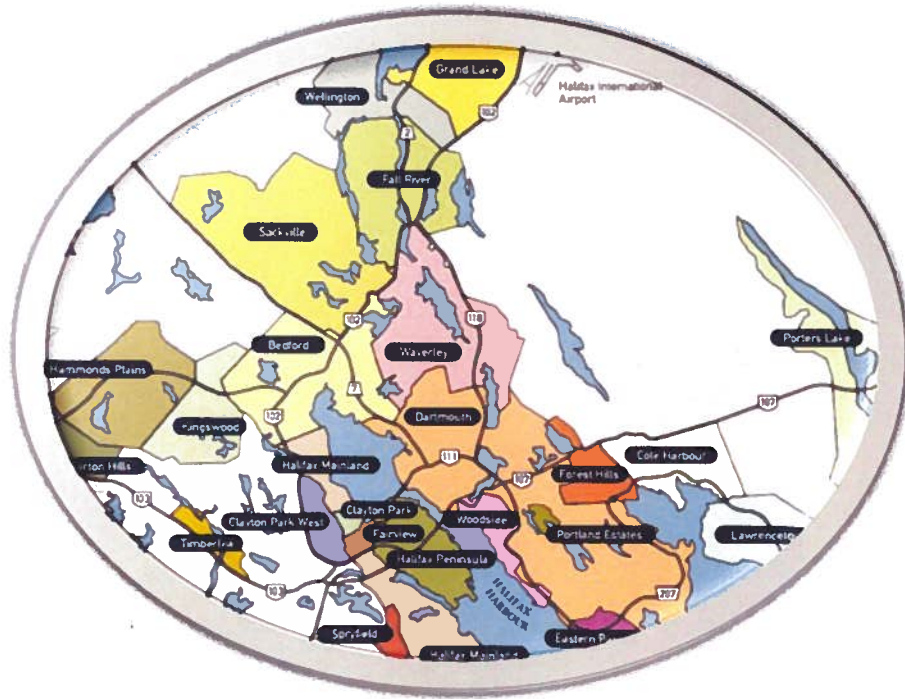 Grand Lake
Halifax International
Airport
Wellington
102
2
Fall River
Sackville
102
118
Porters Lake
Bedford
Waverley
Hammonds Plains
7
107
Dartmouth
102
Kingswood
111
Cole Harbour
Halifax Mainland
107
Forest Hills
103
Clayton Park
Clayton Park West
Woodside
Fairview
Portland Estates
Timberlea
Halifax Peninsula
HALIFAX
HARBOUR
103
207
Spryfield
Eastern
Halifax Mainland